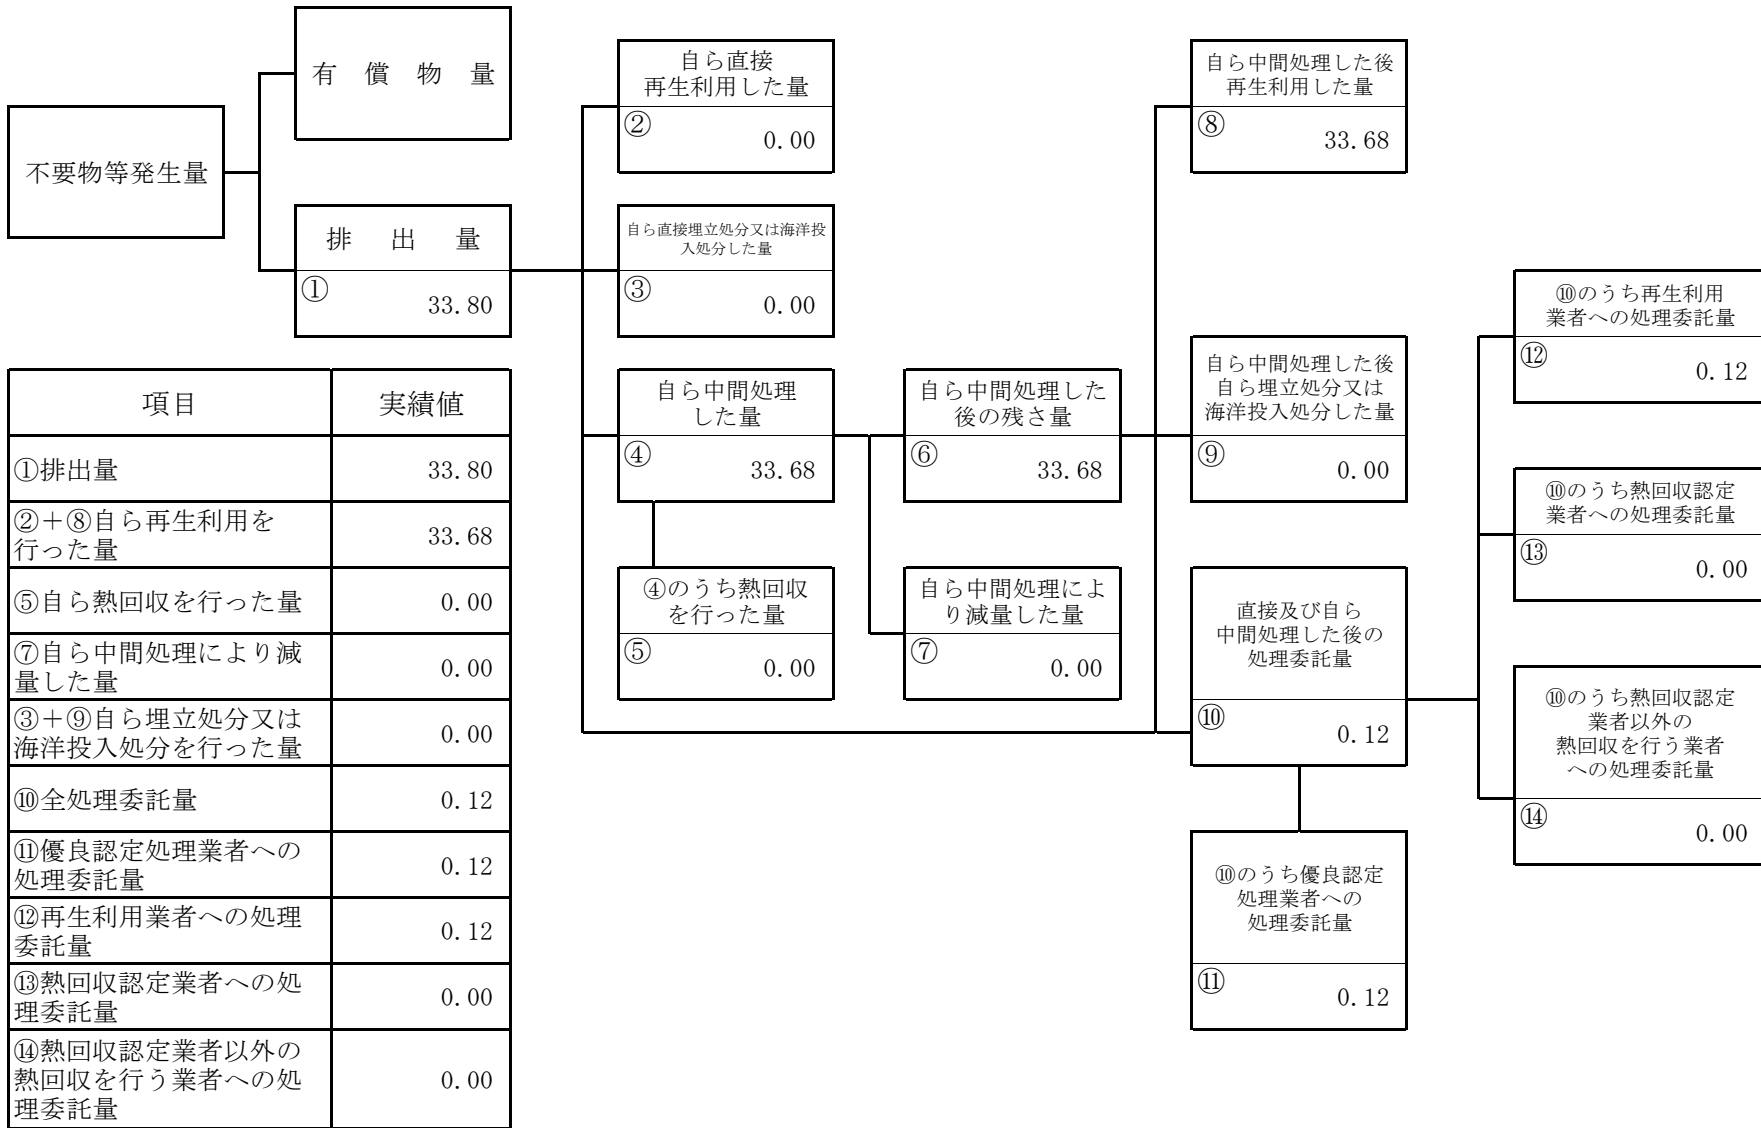 有償物量
不要物等発生量
排出量
①
33.80
自ら直接
再生利用した量
②
0.00
自ら直接埋立処分又は海洋投
入処分した量
③
0.00
自ら中間処理
した量
④
33.68
④のうち熱回収
を行った量
⑤
0.00
自ら中間処理した
後の残さ量
⑥
33.68
自ら中間処理によ
り減量した量
⑦
0.00
自ら中間処理した後
再生利用した量
⑧
33.68
自ら中間処理した後
自ら埋立処分又は
海洋投入処分した量
⑨
0.00
直接及び自ら
中間処理した後の
処理委託量
⑩
0.12
⑩のうち優良認定
処理業者への
処理委託量
⑪
0.12
⑩のうち再生利用
業者への処理委託量
⑫
0.12
⑩のうち熱回収認定
業者への処理委託量
⑬
0.00
⑩のうち熱回収認定
業者以外の
熱回収を行う業者
への処理委託量
⑭
0.00
項目 実績値
①排出量 33.80
②＋⑧自ら再生利用を
行った量 33.68
⑤自ら熱回収を行った量 0.00
⑦自ら中間処理により減
量した量 0.00
③＋⑨自ら埋立処分又は
海洋投入処分を行った量 0.00
⑩全処理委託量 0.12
⑪優良認定処理業者への
処理委託量 0.12
⑫再生利用業者への処理
委託量 0.12
⑬熱回収認定業者への処
理委託量 0.00
⑭熱回収認定業者以外の
熱回収を行う業者への処
理委託量 0.00